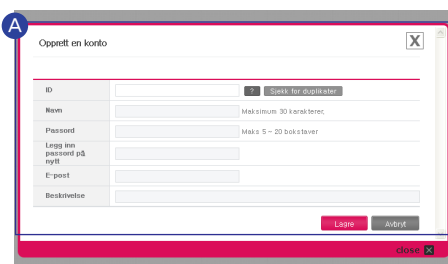 A
Opprett en konto
X
ID ? Sjekk for duplikater
Navn Maksimum 30 karakterer,
Passord Maks 5 – 20 bokstaver
Legg inn
passord på
nytt
E-post
Beskrivelse
Lagre Avbryt
close X